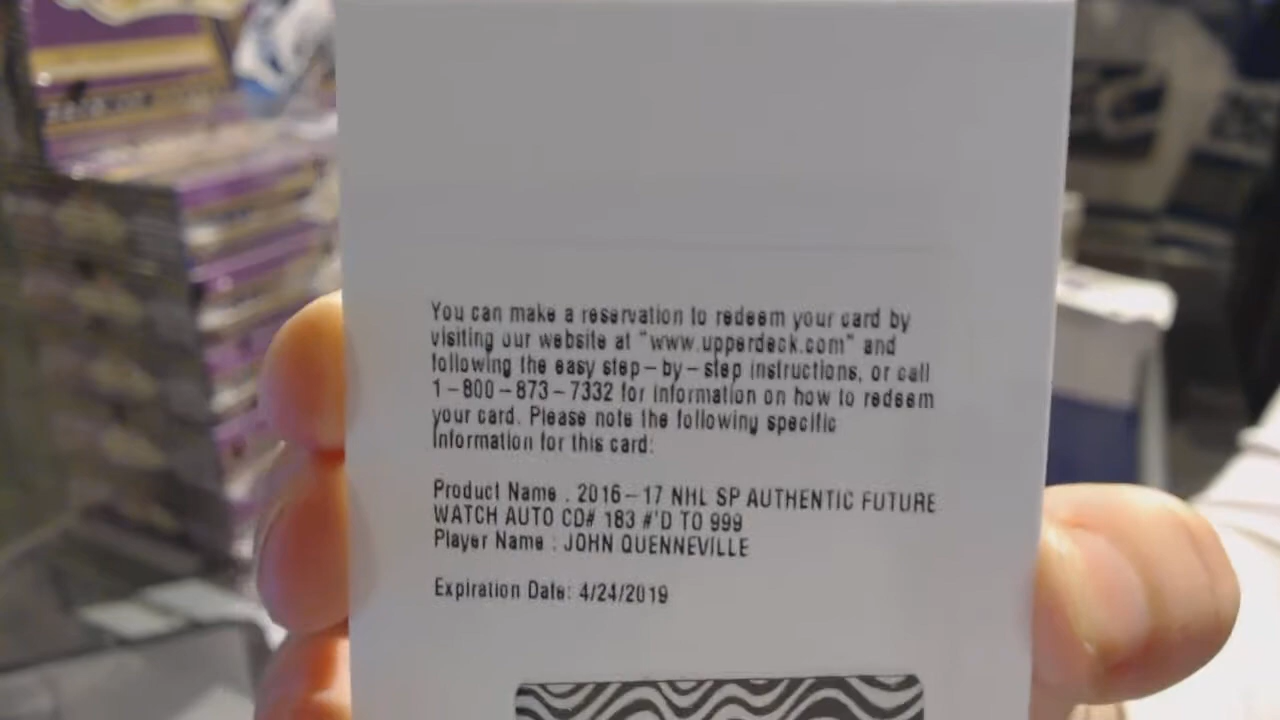 You can make a reservation to redeem your card by
visiting our website at "www.upperdeck.com" and
following the easy step-by-step instructions, or call
1-800-873-7332 for information on how to redeem
your card. Please note the following specific
information for this card:
Product Name . 2016-17 NHL SP AUTHENTIC FUTURE
WATCH AUTO CD# 183 #'D TO 999
Player Name : JOHN QUENNEVILLE
Expiration Date: 4/24/2019